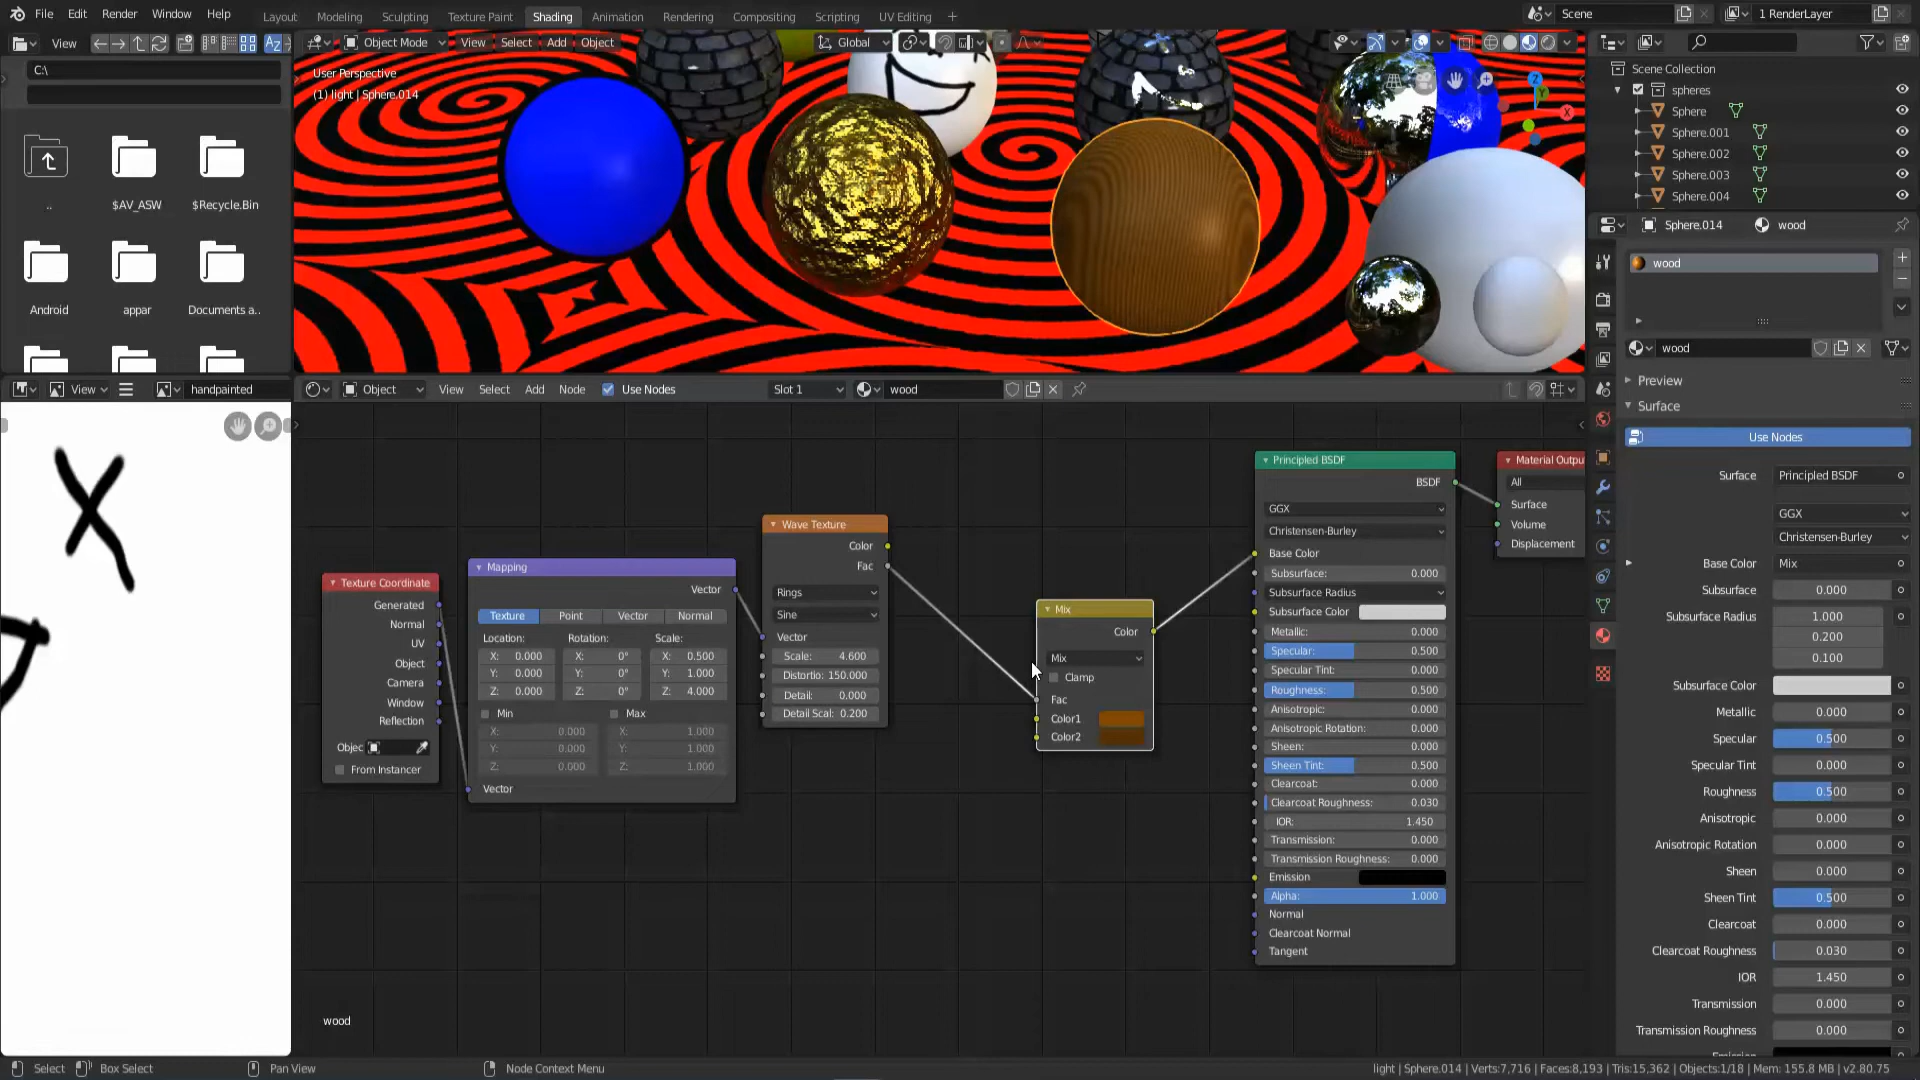 File Edit Render Window Help Layout Modeling Sculpting Texture Paint UV Editing Shading Animation Rendering Compositing Scripting UV Editing + Scene 1 RenderLayer
View Object Mode View Select Add Object Global
C:\
User Perspective
(1) light | Sphere.014
..
$AV_ASW
$Recycle.Bin
Android
appar
Documents a..
Scene Collection
spheres
Sphere
Sphere.001
Sphere.002
Sphere.003
Sphere.004
Sphere.014 wood
wood
wood
Preview
Surface
Use Nodes
Surface Principled BSDF
GGX
Christensen-Burley
Base Color Mix
Subsurface 0.000
Subsurface Radius 1.000
0.200
0.100
Subsurface Color
Metallic 0.000
Specular 0.500
Specular Tint 0.000
Roughness 0.500
Anisotropic 0.000
Anisotropic Rotation 0.000
Sheen 0.000
Sheen Tint 0.500
Clearcoat 0.000
Clearcoat Roughness 0.030
IOR 1.450
Transmission 0.000
Transmission Roughness 0.000
View handpainted
Object View Select Add Node Use Nodes Slot 1 wood
Texture Coordinate
Generated
Normal
UV
Object
Camera
Window
Reflection
Objec
From Instancer
Mapping
Vector
Texture Point Vector Normal
Location: Rotation: Scale:
X: 0.000 X: 0° X: 0.500
Y: 0.000 Y: 0° Y: 1.000
Z: 0.000 Z: 0° Z: 4.000
Min Max
X: 0.000 X: 1.000
Y: 0.000 Y: 1.000
Z: 0.000 Z: 1.000
Vector
Wave Texture
Color
Fac
Rings
Sine
Vector
Scale: 4.600
Distortio: 150.000
Detail: 0.000
Detail Scal: 0.200
Mix
Color
Mix
Clamp
Fac
Color1
Color2
Principled BSDF
BSDF
GGX
Christensen-Burley
Base Color
Subsurface: 0.000
Subsurface Radius
Subsurface Color
Metallic: 0.000
Specular: 0.500
Specular Tint: 0.000
Roughness: 0.500
Anisotropic: 0.000
Anisotropic Rotation: 0.000
Sheen: 0.000
Sheen Tint: 0.500
Clearcoat: 0.000
Clearcoat Roughness: 0.030
IOR: 1.450
Transmission: 0.000
Transmission Roughness: 0.000
Emission
Alpha: 1.000
Normal
Clearcoat Normal
Tangent
Material Outpu
All
Surface
Volume
Displacement
wood
Select Box Select Pan View Node Context Menu light | Sphere.014 | Verts:7,716 | Faces:8,193 | Tris:15,362 | Objects:1/18 | Mem: 155.8 MB | v2.80.75